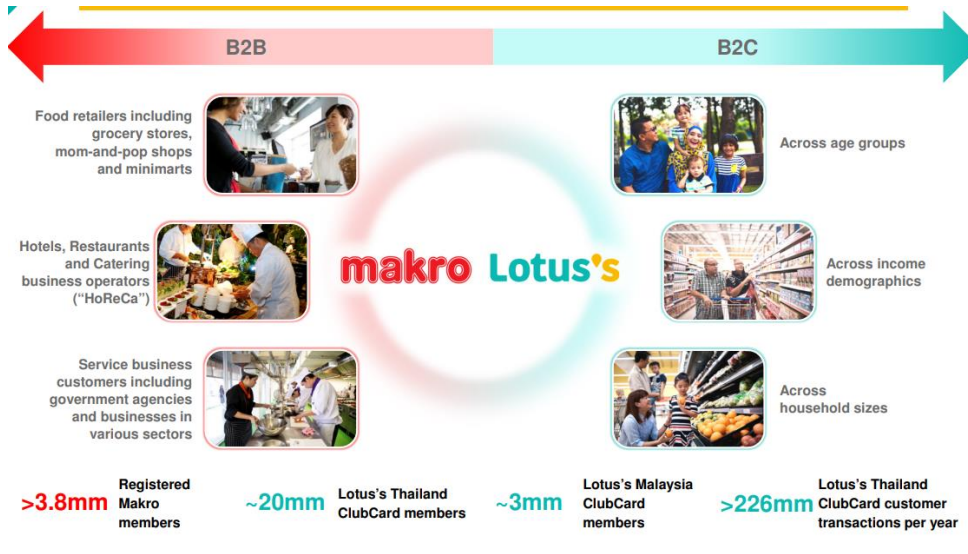 B2B
B2C
Food retailers including
grocery stores,
mom-and-pop shops
and minimarts
Across age groups
Hotels, Restaurants
and Catering
business operators
(“HoReCa”)
makro Lotus's
Across income
demographics
Service business
customers including
government agencies
and businesses in
various sectors
Across
household sizes
>3.8mm
Registered
Makro
members
~20mm
Lotus’s Thailand
ClubCard members
~3mm
Lotus’s Malaysia
ClubCard
members
>226mm
Lotus’s Thailand
ClubCard customer
transactions per year